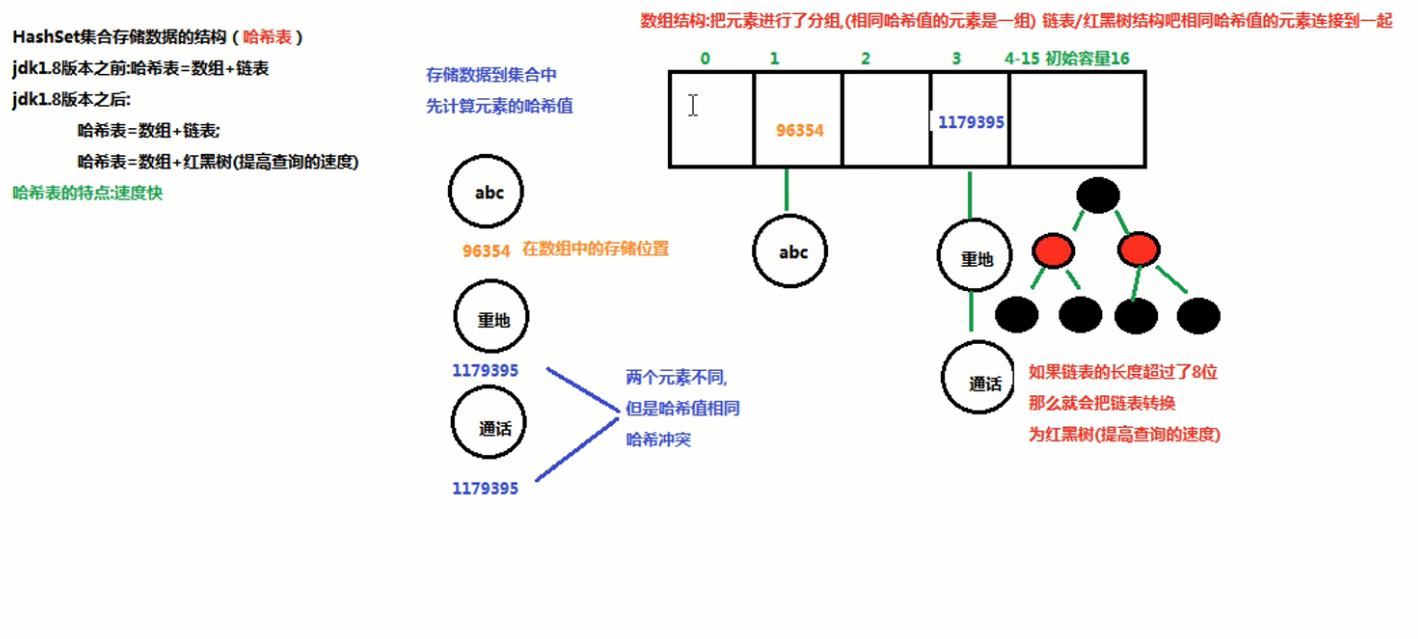 HashSet集合存储数据的结构（哈希表）
jdk1.8版本之前:哈希表=数组+链表
jdk1.8版本之后:
哈希表=数组+链表;
哈希表=数组+红黑树(提高查询的速度)
哈希表的特点:速度快
存储数据到集合中
先计算元素的哈希值
abc
96354 在数组中的存储位置
重地
1179395
通话
1179395
两个元素不同,
但是哈希值相同
哈希冲突
数组结构:把元素进行了分组,(相同哈希值的元素是一组) 链表/红黑树结构吧相同哈希值的元素连接到一起
0 1 2 3 4-15 初始容量16
96354 1179395
abc 重地
通话
如果链表的长度超过了8位
那么就会把链表转换
为红黑树(提高查询的速度)